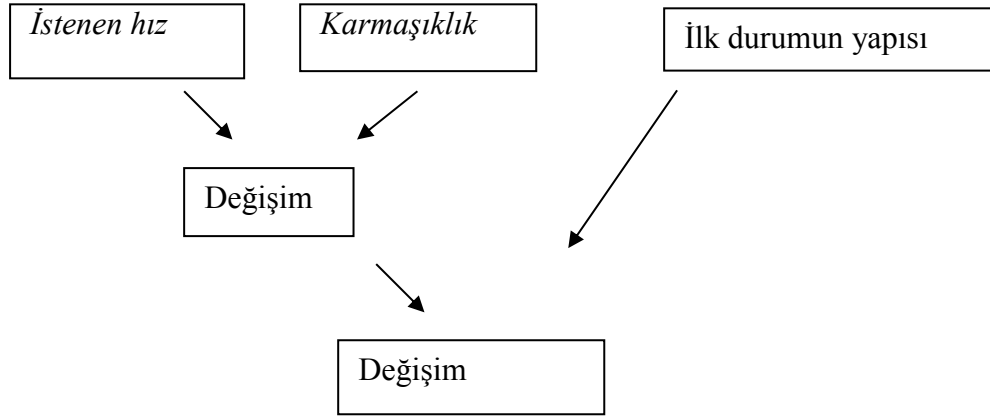 İstenen hız
Karmaşıklık
İlk durumun yapısı
Değişim
Değişim